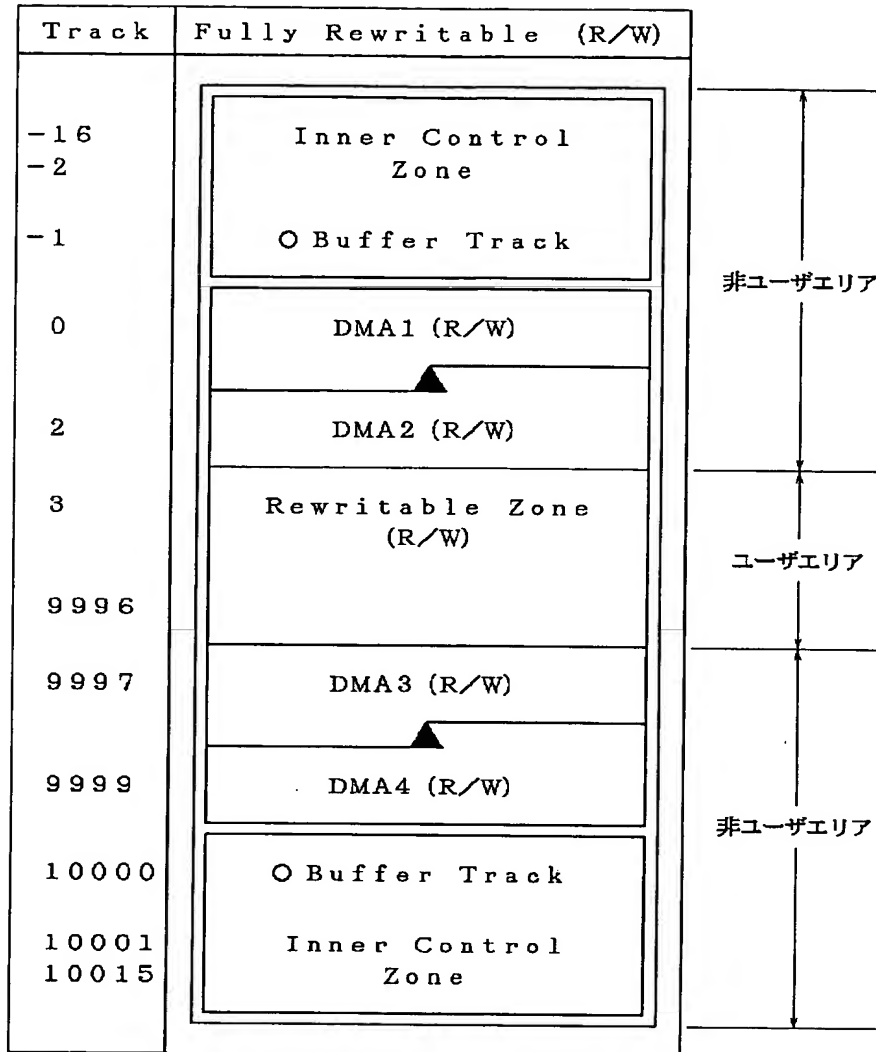 Track Fully Rewritable (R/W)
-16 Inner Control
-2 Zone
-1 ○ Buffer Track
非ユーザエリア
0 DMA1 (R/W)
2 DMA2 (R/W)
3 Rewritable Zone
(R/W)
ユーザエリア
9996
9997 DMA3 (R/W)
9999 DMA4 (R/W)
非ユーザエリア
10000 ○ Buffer Track
10001 Inner Control
10015 Zone